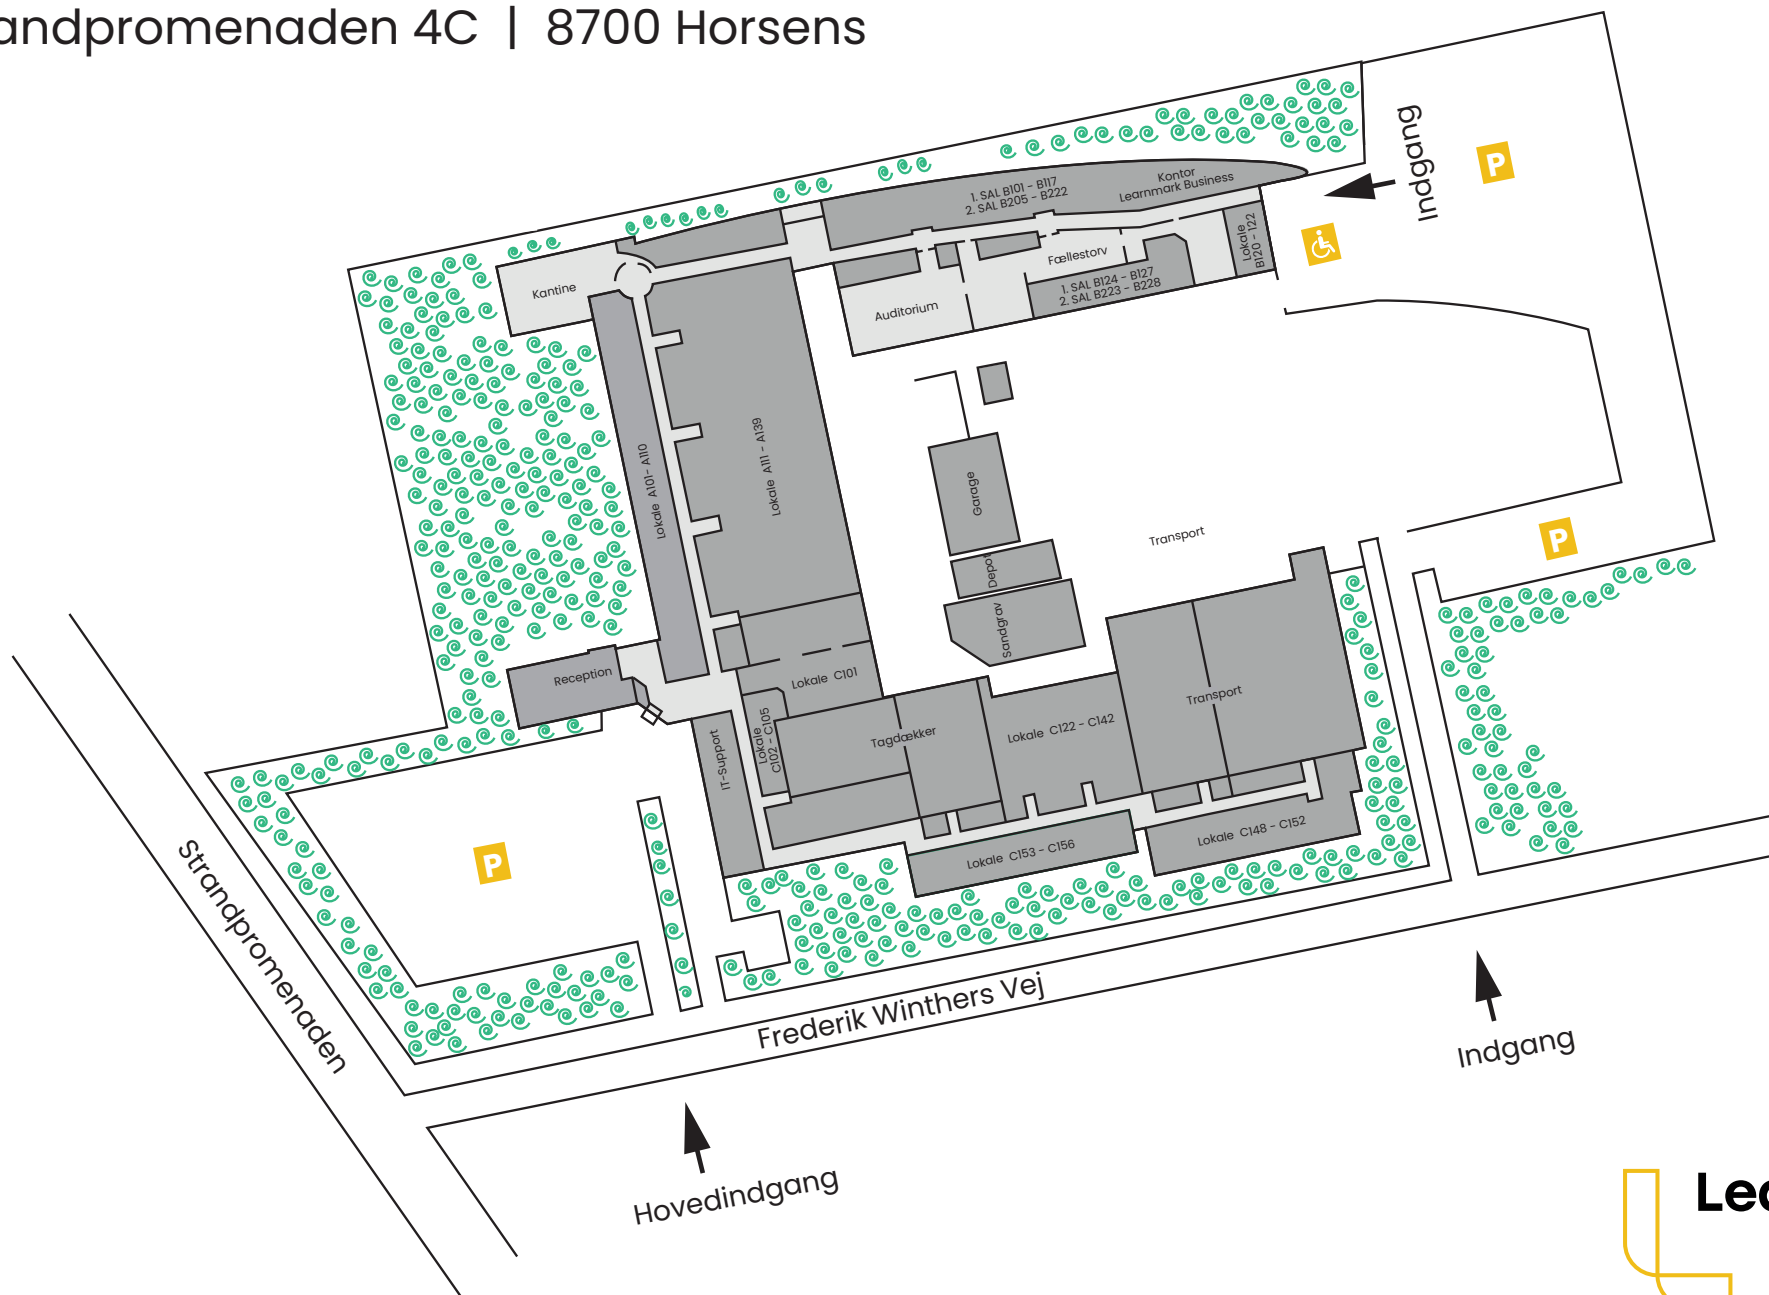 andpromenaden 4C | 8700 Horsens
Indgang
P
1. SAL B101 - B117
2. SAL B205 - B222
Kontor
Learnmark Business
Lokale
B120 - 122
Fællestorv
1. SAL B124 - B127
2. SAL B223 - B228
Kantine
Auditorium
Lokale A101- A110
Lokale A111 - A139
Garage
Depot
Sandgrav
Transport
P
Reception
Lokale C101
Lokale
C102 - C105
IT-support
Tagdækker
Lokale C122 - C142
Transport
Lokale C153 - C156
Lokale C148 - C152
P
Strandpromenaden
Frederik Winthers Vej
Indgang
Hovedindgang
Lea